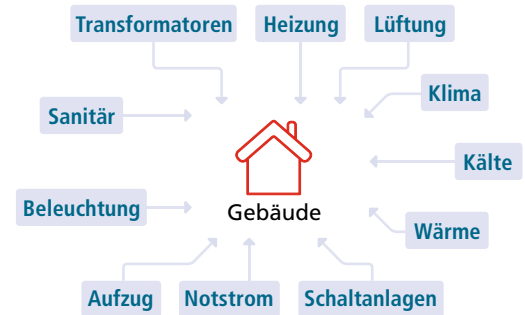 Transformatoren
Heizung
Lüftung
Klima
Sanitär
Kälte
Beleuchtung
Gebäude
Wärme
Aufzug
Notstrom
Schaltanlagen